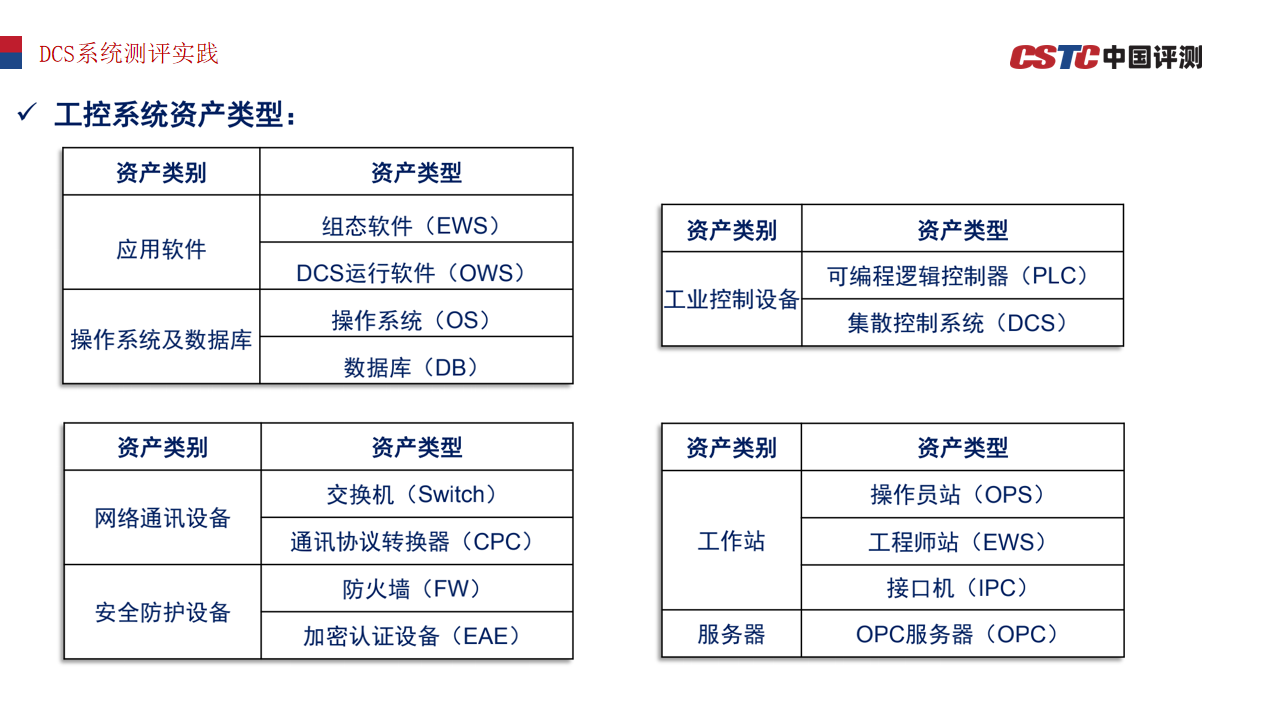 DCS系统测评实践
CSTC中国评测
✓ 工控系统资产类型：
资产类别 资产类型
应用软件
组态软件（EWS）
DCS运行软件（OWS）
操作系统及数据库
操作系统（OS）
数据库（DB）
资产类别 资产类型
工业控制设备
可编程逻辑控制器（PLC）
集散控制系统（DCS）
资产类别 资产类型
网络通讯设备
交换机（Switch）
通讯协议转换器（CPC）
安全防护设备
防火墙（FW）
加密认证设备（EAE）
资产类别 资产类型
工作站
操作员站（OPS）
工程师站（EWS）
接口机（IPC）
服务器 OPC服务器（OPC）